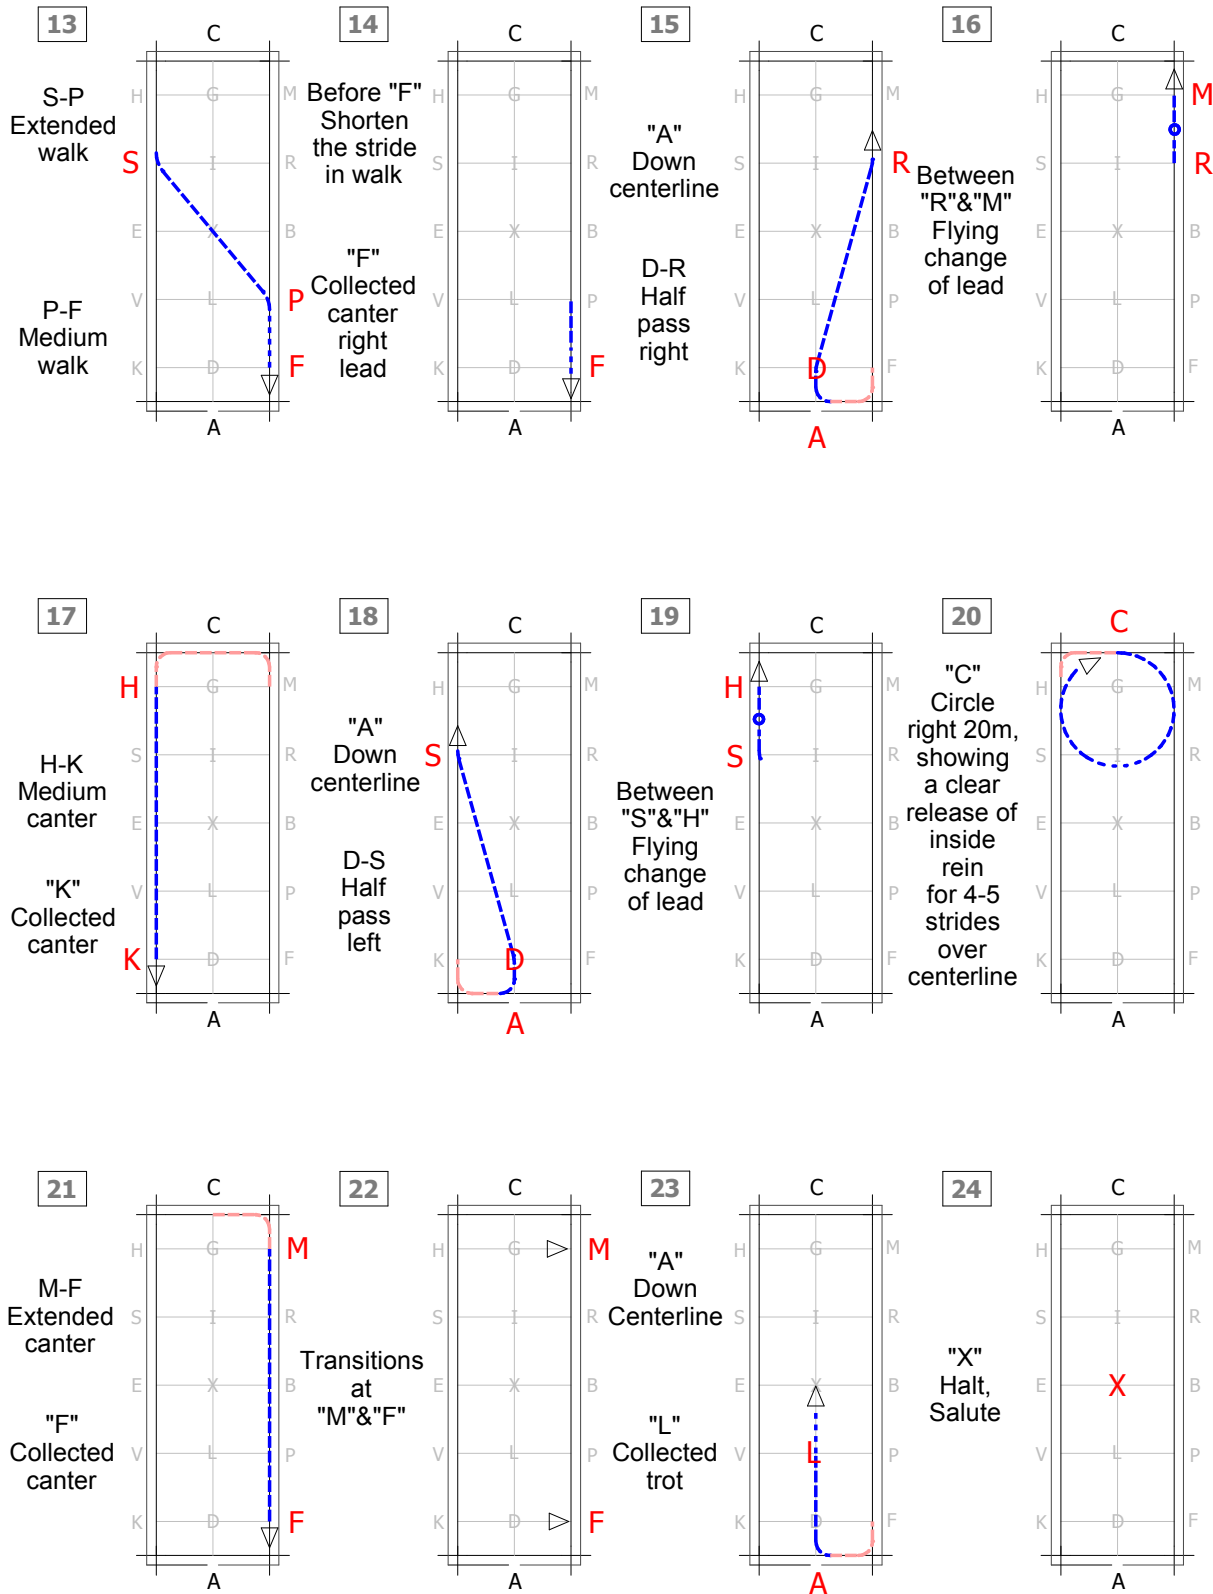 13
C
S-P
Extended
walk
P-F
Medium
walk
H
G
M
S
I
R
E
X
B
V
L
P
K
D
F
A
14
C
Before "F"
Shorten
the stride
in walk
"F"
Collected
canter
right
lead
H
G
M
S
I
R
E
X
B
V
L
P
K
D
F
A
15
C
"A"
Down
centerline
D-R
Half
pass
right
H
G
M
S
I
R
E
X
B
V
L
P
K
D
F
A
16
C
Between
"R"&"M"
Flying
change
of lead
H
G
M
S
I
R
E
X
B
V
L
P
K
D
F
A
17
C
H-K
Medium
canter
"K"
Collected
canter
H
G
M
S
I
R
E
X
B
V
L
P
K
D
F
A
18
C
"A"
Down
centerline
D-S
Half
pass
left
H
G
M
S
I
R
E
X
B
V
L
P
K
D
F
A
19
C
Between
"S"&"H"
Flying
change
of lead
H
G
M
S
I
R
E
X
B
V
L
P
K
D
F
A
20
C
"C"
Circle
right 20m,
showing
a clear
release of
inside
rein
for 4-5
strides
over
centerline
H
G
M
S
I
R
E
X
B
V
L
P
K
D
F
A
21
C
M-F
Extended
canter
"F"
Collected
canter
H
G
M
S
I
R
E
X
B
V
L
P
K
D
F
A
22
C
Transitions
at
"M"&"F"
H
G
M
S
I
R
E
X
B
V
L
P
K
D
F
A
23
C
"A"
Down
Centerline
"L"
Collected
trot
H
G
M
S
I
R
E
X
B
V
L
P
K
D
F
A
24
C
"X"
Halt,
Salute
H
G
M
S
I
R
E
X
B
V
L
P
K
D
F
A